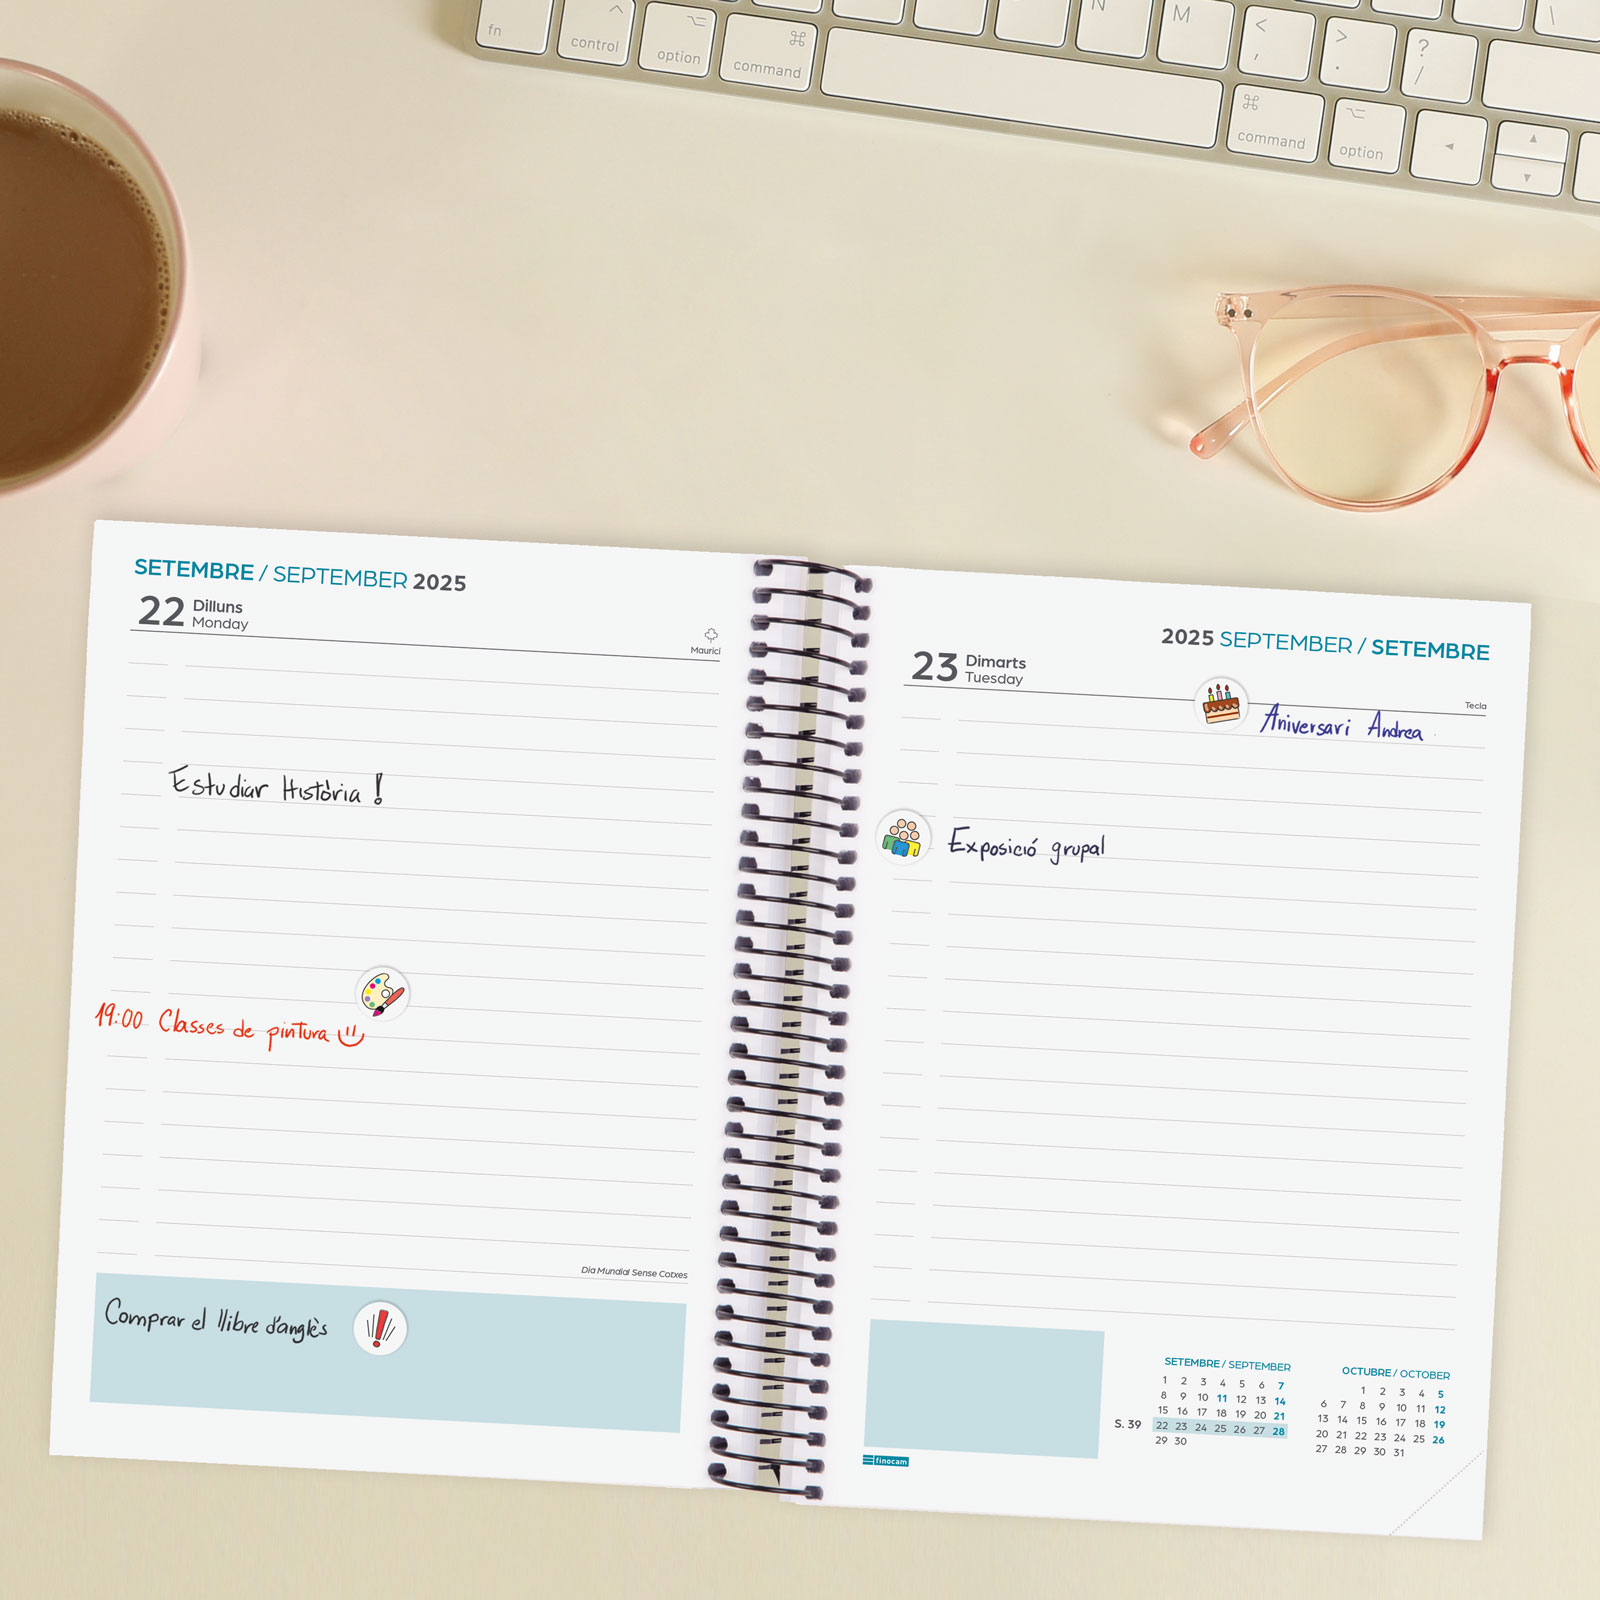 fn
control
option
command
N
M
<
,
>
.
?
/
\
command
option
SETEMBRE / SEPTEMBER 2025
22 Dilluns
Monday
Maurici
Estudiar Història !
19:00 Classes de pintura
Dia Mundial Sense Cotxes
Comprar el llibre d'anglès
2025 SEPTEMBER / SETEMBRE
23 Dimarts
Tuesday
Tecla
Aniversari Andrea
Exposició grupal
finocam
SETEMBRE / SEPTEMBER
1 2 3 4 5 6 7
8 9 10 11 12 13 14
15 16 17 18 19 20 21
S. 39 22 23 24 25 26 27 28
29 30
OCTUBRE / OCTOBER
1 2 3 4 5
6 7 8 9 10 11 12
13 14 15 16 17 18 19
20 21 22 23 24 25 26
27 28 29 30 31